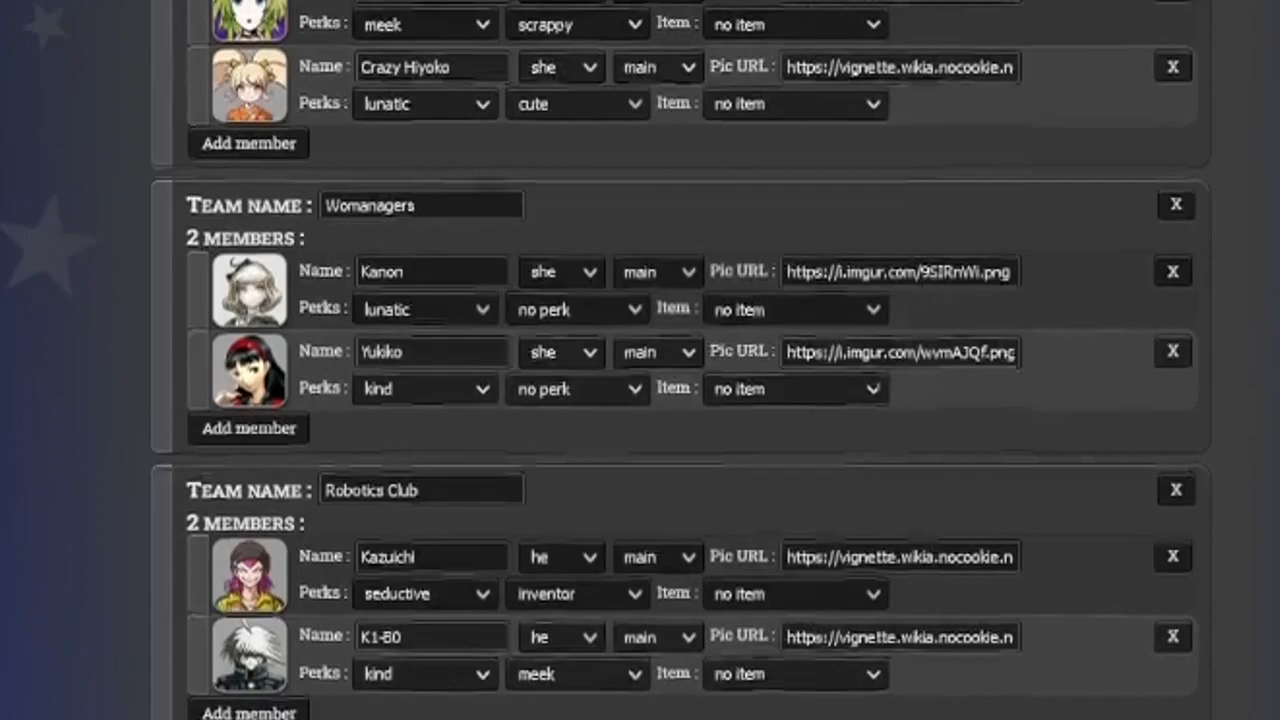 Perks : meek scrappy Item : no item
Name : Crazy Hiyoko she main Pic URL : https://vignette.wikia.nocookie.n X
Perks : lunatic cute Item : no item
Add member
TEAM NAME : Womanagers X
2 MEMBERS :
Name : Kanon she main Pic URL : https://i.imgur.com/9SIRnWi.png X
Perks : lunatic no perk Item : no item
Name : Yukiko she main Pic URL : https://i.imgur.com/wvmAJQf.png X
Perks : kind no perk Item : no item
Add member
TEAM NAME : Robotics Club X
2 MEMBERS :
Name : Kazuichi he main Pic URL : https://vignette.wikia.nocookie.n X
Perks : seductive inventor Item : no item
Name : K1-B0 he main Pic URL : https://vignette.wikia.nocookie.n X
Perks : kind meek Item : no item
Add member